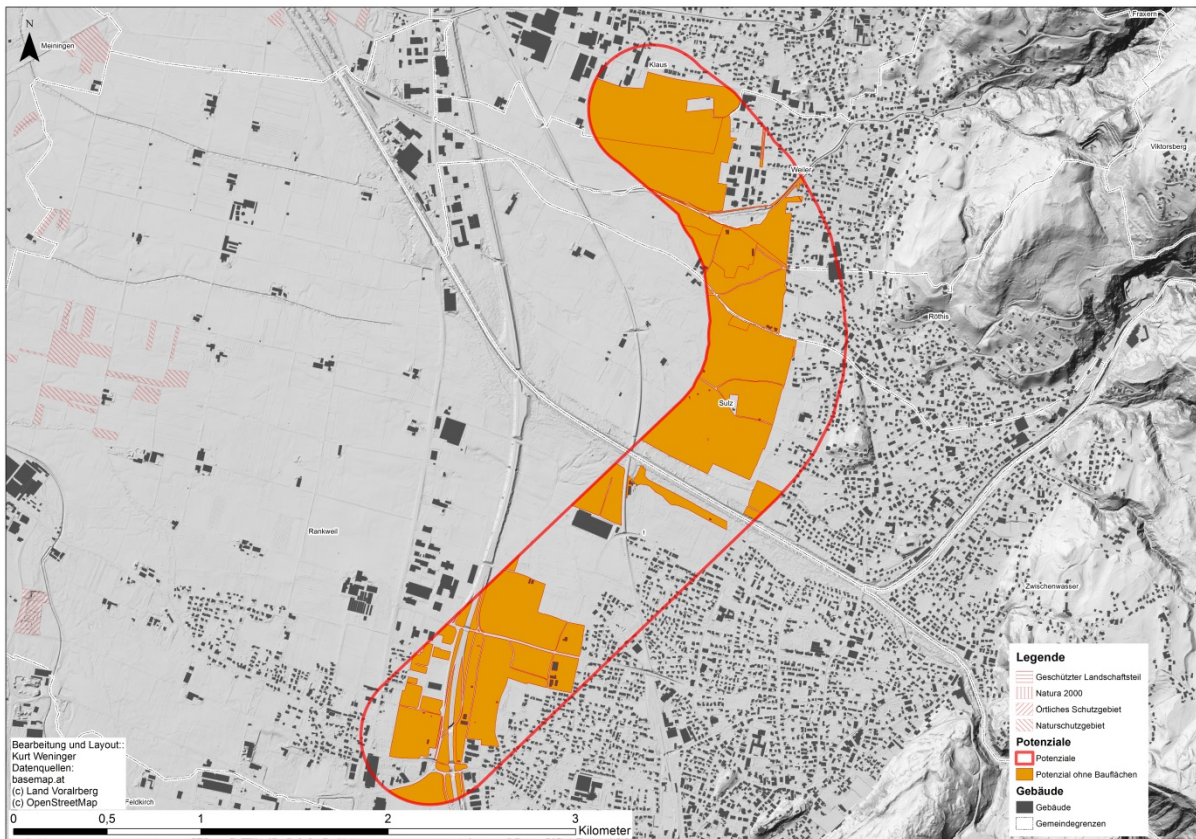 Fraxern
N
Meiningen
Klaus
Viktorsberg
Weiler
Röthis
Sulz
Rankweil
Zwischenwasser
Legende
Geschützter Landschaftsteil
Natura 2000
Örtliches Schutzgebiet
Naturschutzgebiet
Potenziale
Potenziale
Potenzial ohne Bauflächen
Gebäude
Gebäude
Gemeindegrenzen
Bearbeitung und Layout::
Kurt Weninger
Datenquellen:
basemap.at
(c) Land Voralrberg
(c) OpenStreetMap
Feldkirch
0 0,5 1 2 3 Kilometer